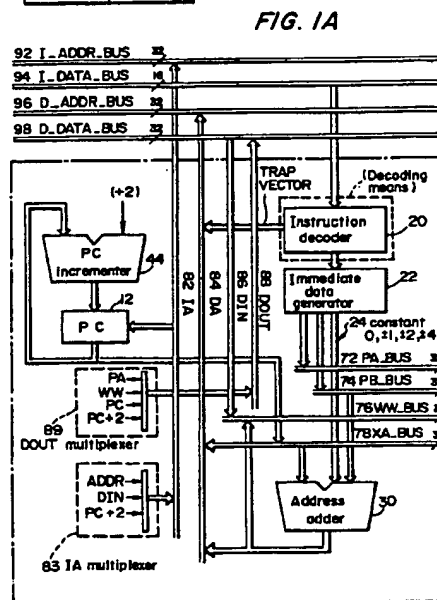 FIG. 1A
92 I_ADDR_BUS 32
94 I_DATA_BUS 16
96 D_ADDR_BUS 32
98 D_DATA_BUS 32
TRAP
VECTOR
(Decoding
means)
(+2)
Instruction
decoder
20
PC
incrementer
44
82 IA
84 DA
86 DIN
88 DOUT
Immediate
data
generator
22
12
PC
24 constant
0, ±1, ±2, ±4
72 PA_BUS
74 PB_BUS
76 WW_BUS
78 XA_BUS
PA
WW
PC
PC+2
89
DOUT multiplexer
ADDR
DIN
PC+2
83 IA multiplexer
Address
adder
30